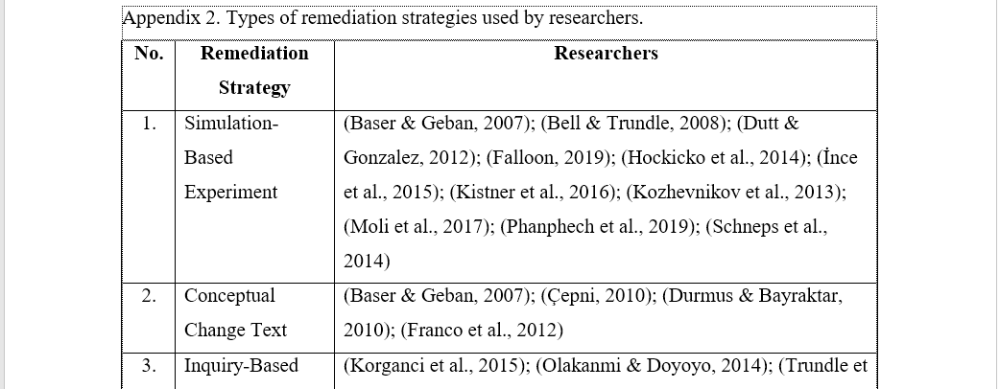 Appendix 2. Types of remediation strategies used by researchers.
No.
Remediation
Strategy
Researchers
1.
Simulation-
Based
Experiment
(Baser & Geban, 2007); (Bell & Trundle, 2008); (Dutt &
Gonzalez, 2012); (Falloon, 2019); (Hockicko et al., 2014); (İnce
et al., 2015); (Kistner et al., 2016); (Kozhevnikov et al., 2013);
(Moli et al., 2017); (Phanphech et al., 2019); (Schneps et al.,
2014)
2.
Conceptual
Change Text
(Baser & Geban, 2007); (Çepni, 2010); (Durmus & Bayraktar,
2010); (Franco et al., 2012)
3.
Inquiry-Based
(Korganci et al., 2015); (Olakanmi & Doyoyo, 2014); (Trundle et